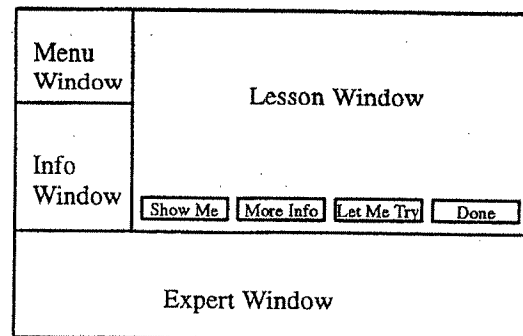 Menu
Window
Lesson Window
Info
Window
Show Me More Info Let Me Try Done
Expert Window